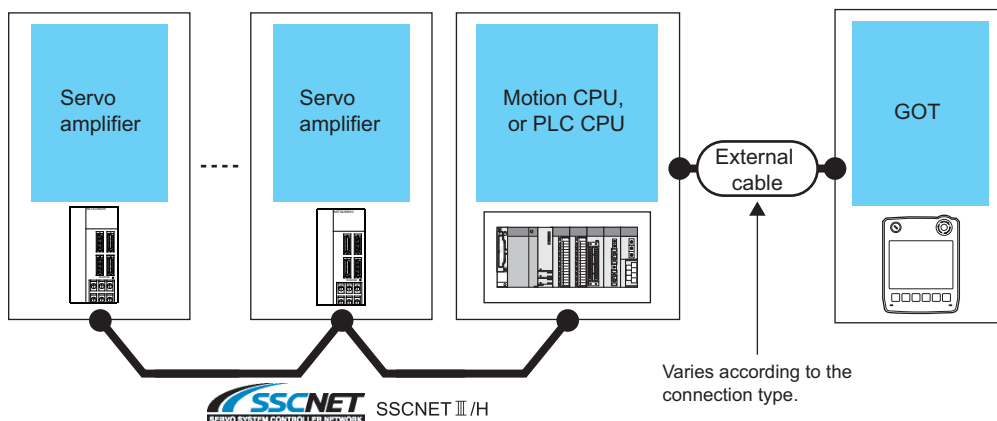 Servo
amplifier
Servo
amplifier
Motion CPU,
or PLC CPU
GOT
External
cable
Varies according to the
connection type.
SSCNET
SERVO SYSTEM CONTROLLER NETWORK
SSCNET Ⅲ/H